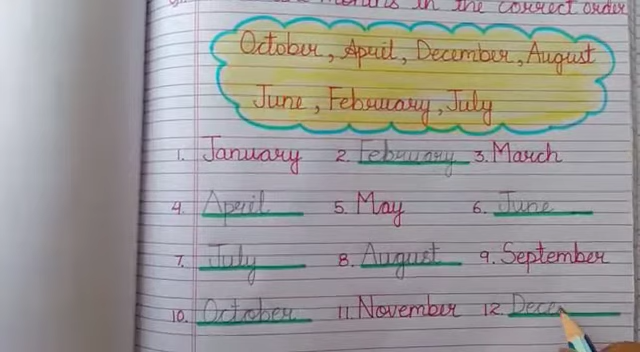 months in the correct order
October, April, December, August
June, February, July
1. January 2. February 3. March
4. April 5. May 6. June
7. July 8. August 9. September
10. October 11. November 12. Dece